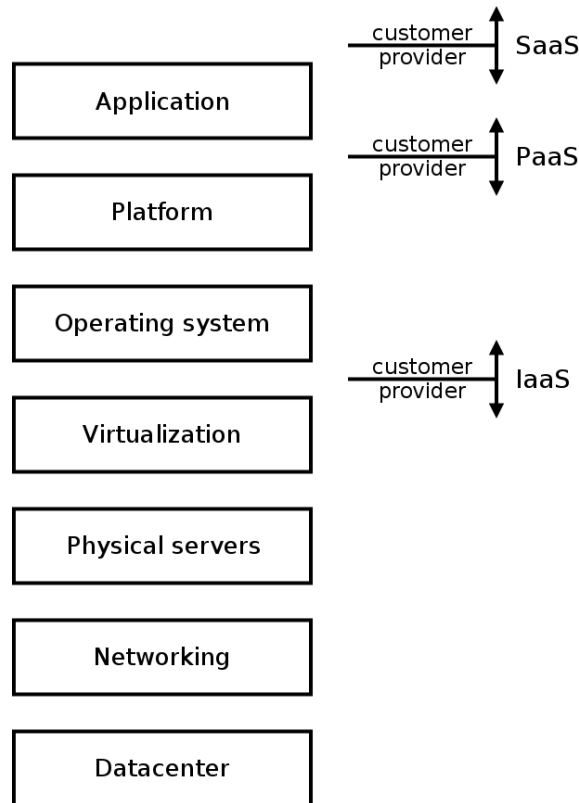 customer
provider
SaaS
Application
customer
provider
PaaS
Platform
Operating system
customer
provider
IaaS
Virtualization
Physical servers
Networking
Datacenter